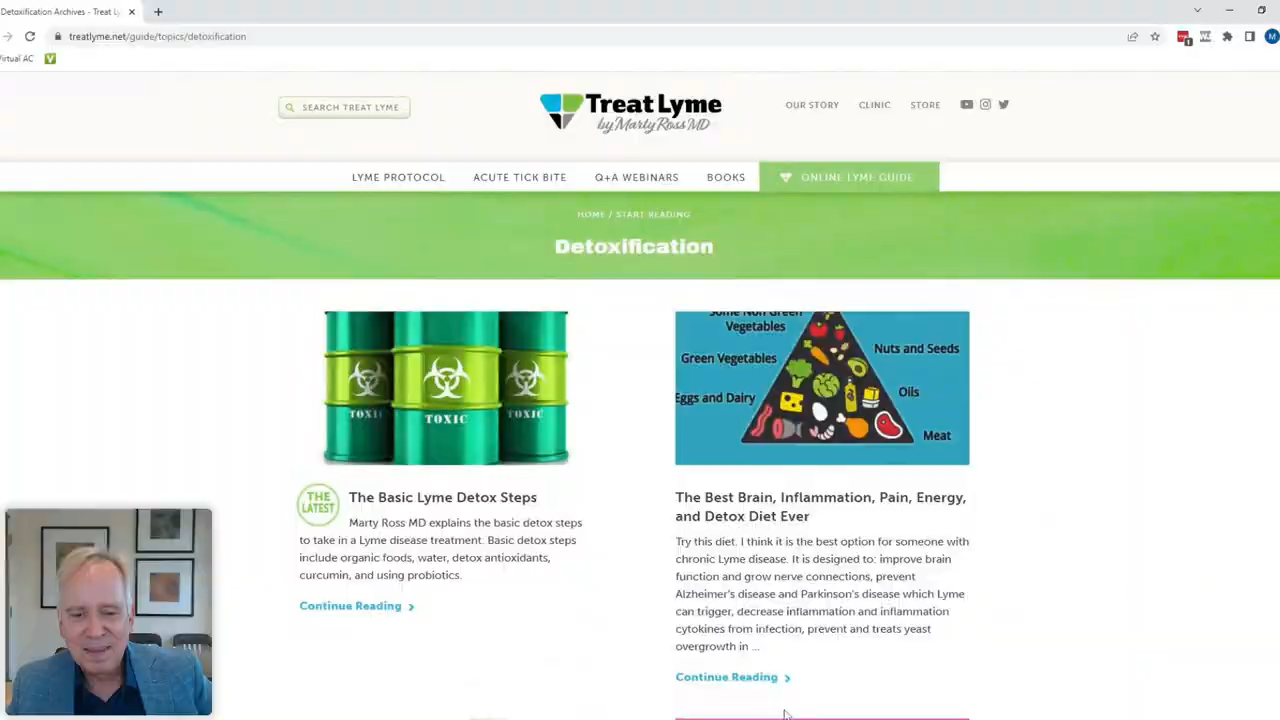 Detoxification Archives - Treat Ly
treatlyme.net/guide/topics/detoxification
M
Virtual AC
SEARCH TREAT LYME
Treat Lyme
by Marty Ross MD
OUR STORY
CLINIC
STORE
LYME PROTOCOL
ACUTE TICK BITE
Q+A WEBINARS
BOOKS
ONLINE LYME GUIDE
HOME / START READING
Detoxification
TOXIC
TOXIC
TOXIC
Some Non Green
Vegetables
Green Vegetables
Nuts and Seeds
Eggs and Dairy
Oils
Meat
THE
LATEST
The Basic Lyme Detox Steps
Marty Ross MD explains the basic detox steps
to take in a Lyme disease treatment. Basic detox steps
include organic foods, water, detox antioxidants,
curcumin, and using probiotics.
Continue Reading
The Best Brain, Inflammation, Pain, Energy,
and Detox Diet Ever
Try this diet. I think it is the best option for someone with
chronic Lyme disease. It is designed to: improve brain
function and grow nerve connections, prevent
Alzheimer's disease and Parkinson's disease which Lyme
can trigger, decrease inflammation and inflammation
cytokines from infection, prevent and treats yeast
overgrowth in ...
Continue Reading